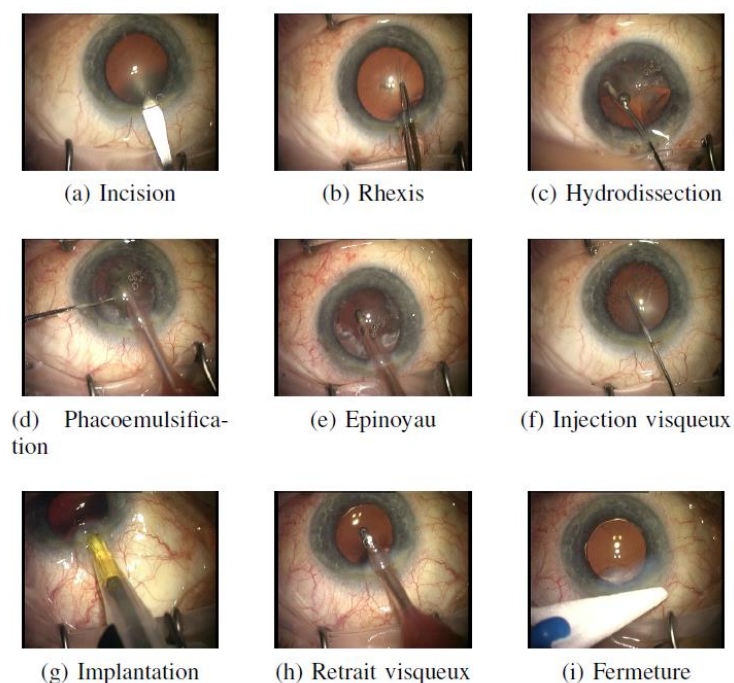 (a) Incision
(b) Rhexis
(c) Hydrodissection
(d) Phacoemulsifica-
tion
(e) Epinoyau
(f) Injection visqueux
(g) Implantation
(h) Retrait visqueux
(i) Fermeture